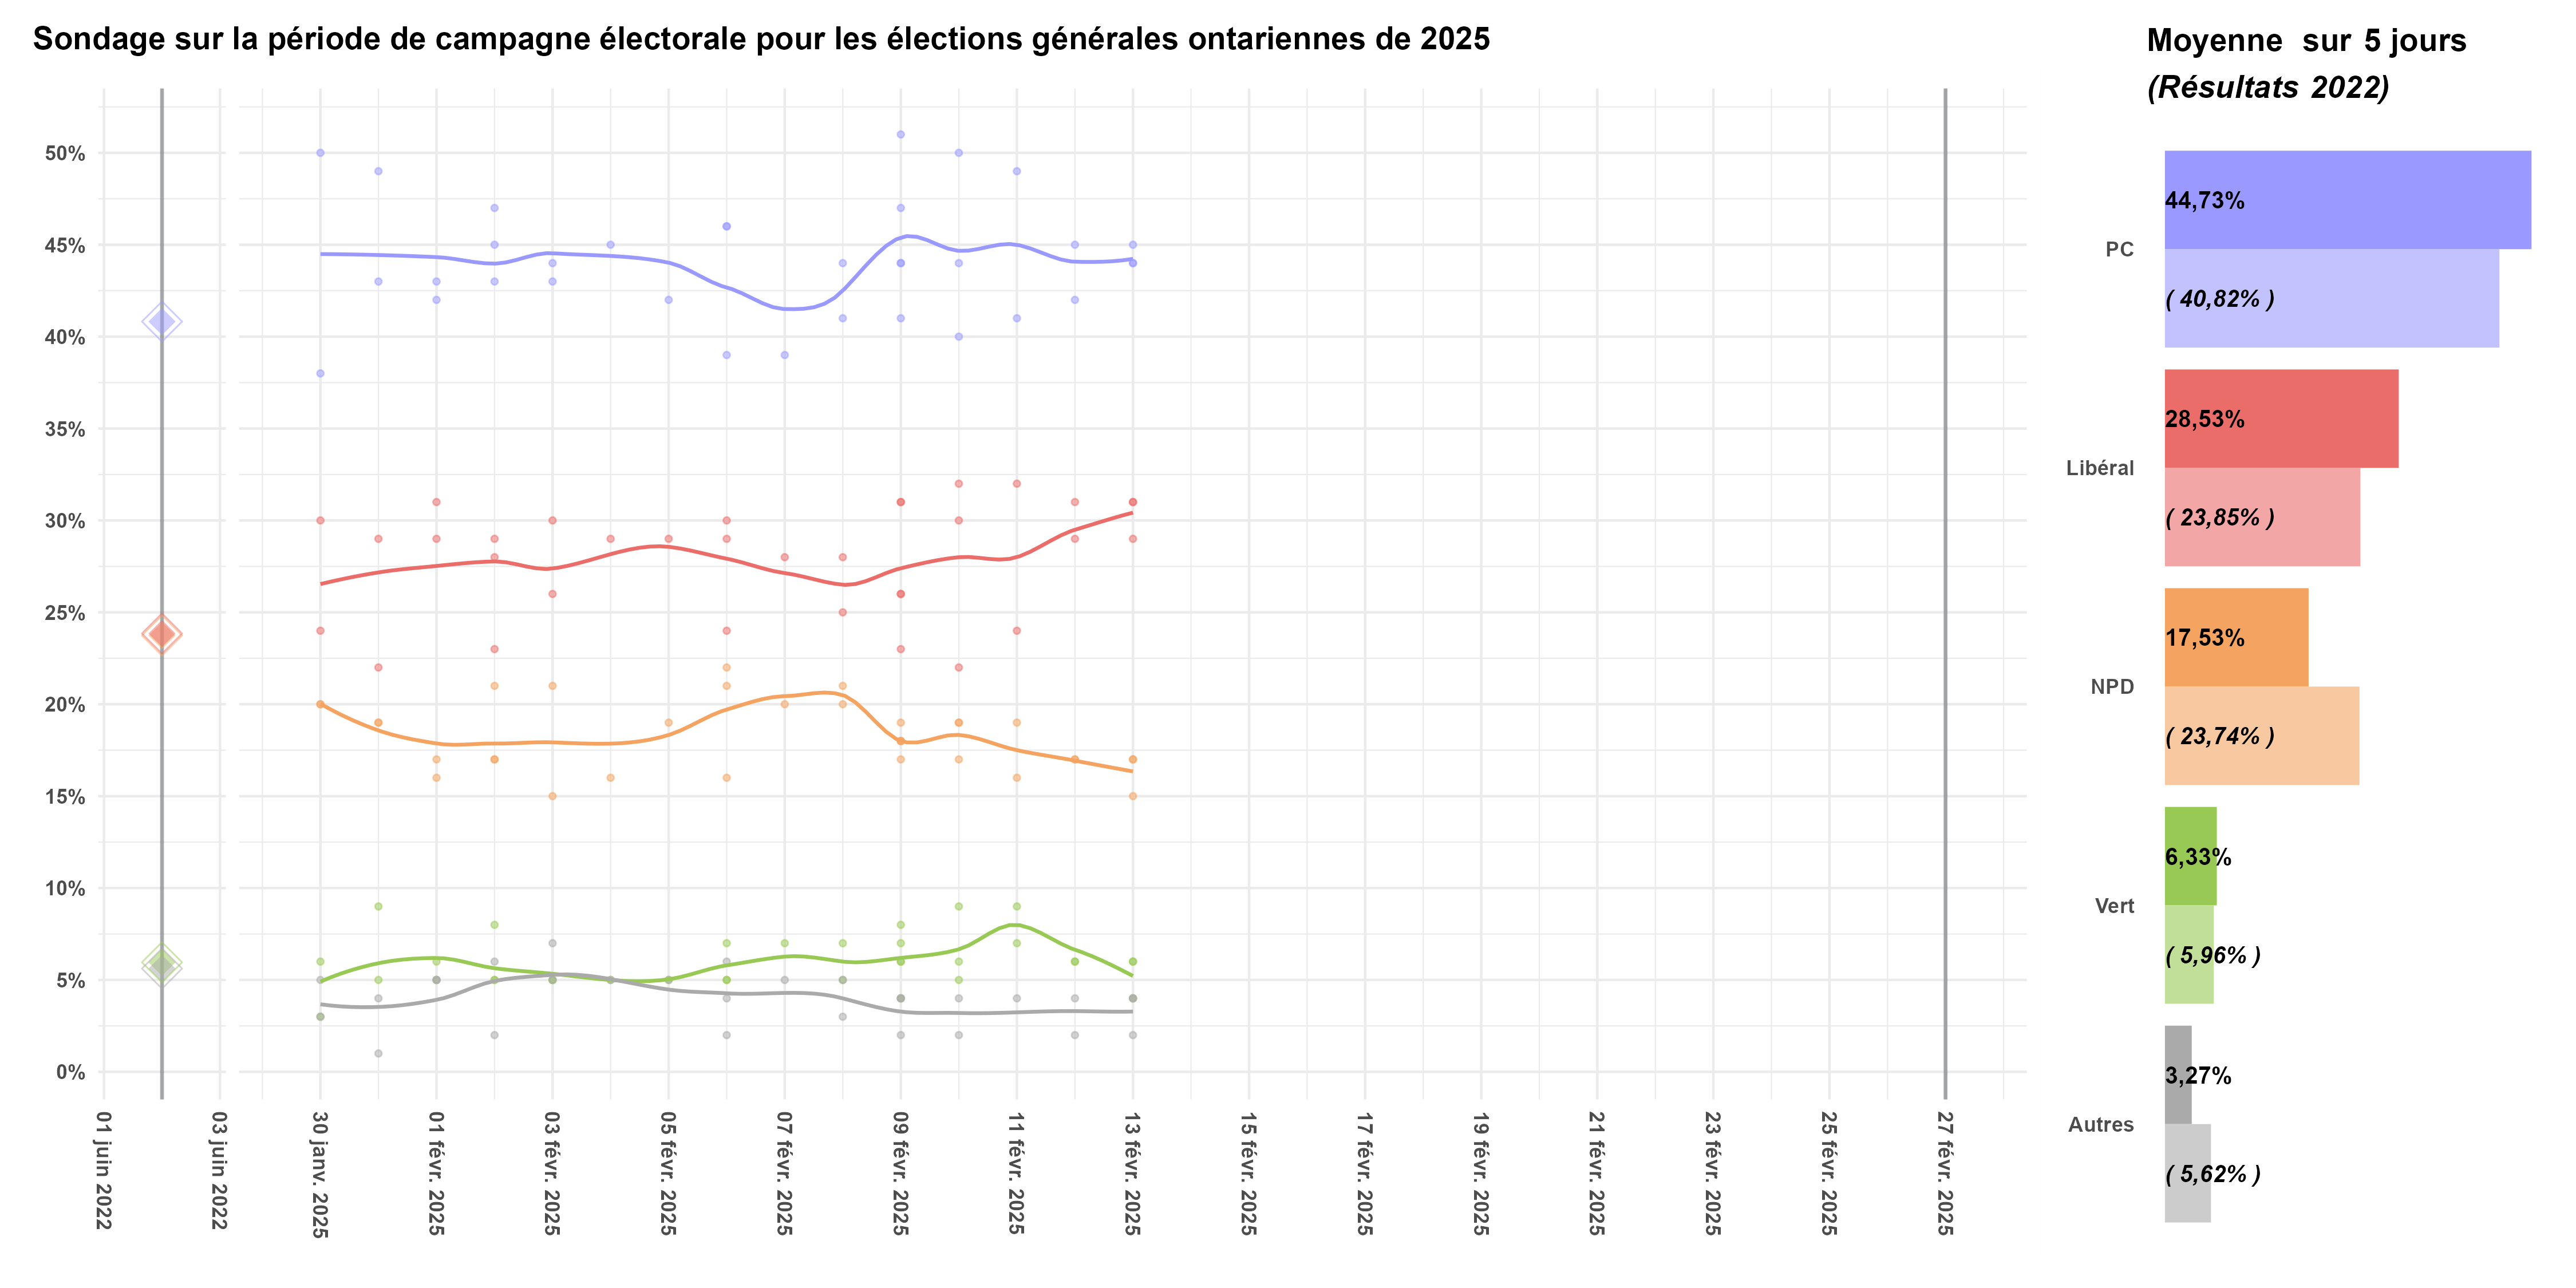 Sondage sur la période de campagne électorale pour les élections générales ontariennes de 2025
50%
45%
40%
35%
30%
25%
20%
15%
10%
5%
0%
01 juin 2022
03 juin 2022
30 janv. 2025
01 févr. 2025
03 févr. 2025
05 févr. 2025
07 févr. 2025
09 févr. 2025
11 févr. 2025
13 févr. 2025
15 févr. 2025
17 févr. 2025
19 févr. 2025
21 févr. 2025
23 févr. 2025
25 févr. 2025
27 févr. 2025
Moyenne sur 5 jours
(Résultats 2022)
PC
44,73%
( 40,82% )
Libéral
28,53%
( 23,85% )
NPD
17,53%
( 23,74% )
Vert
6,33%
( 5,96% )
Autres
3,27%
( 5,62% )